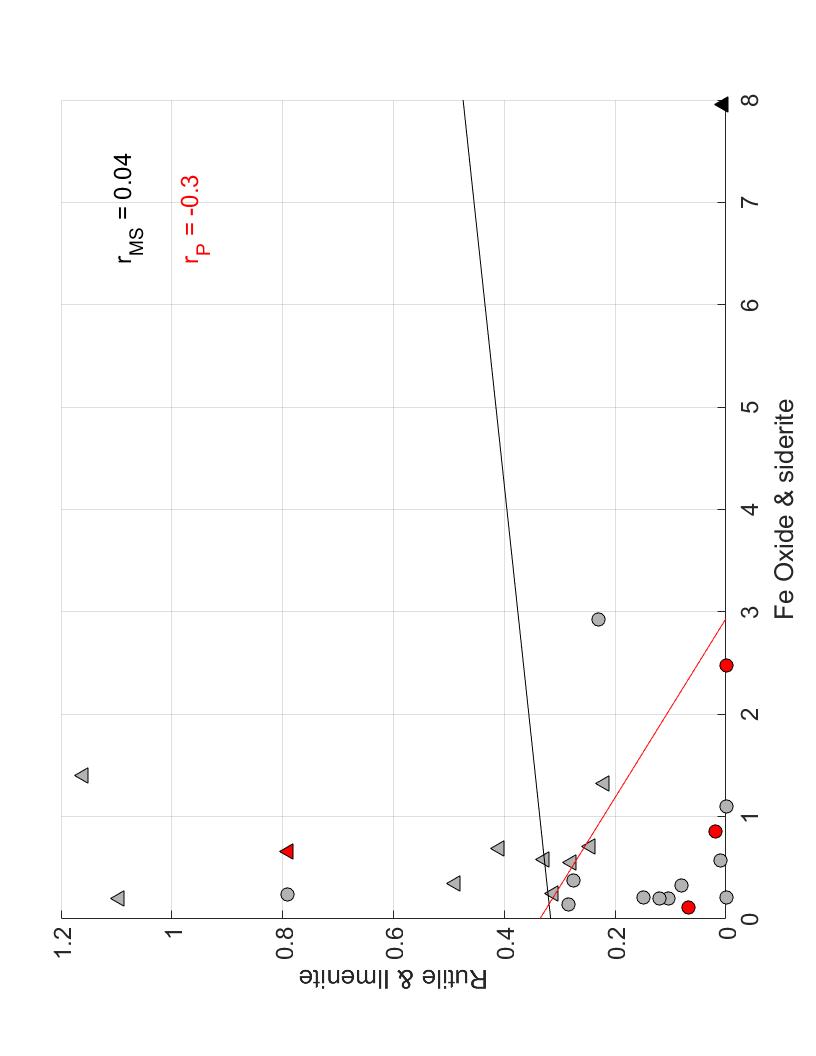 1.2
1
0.8
0.6
0.4
0.2
0
Rutile & Ilmenite
r_MS = 0.04
r_P = -0.3
0 1 2 3 4 5 6 7 8
Fe Oxide & siderite